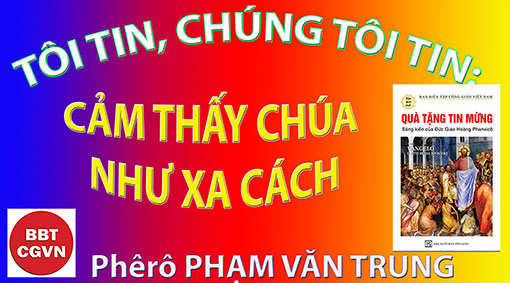 TÔI TIN, CHÚNG TÔI TIN:
CẢM THẤY CHÚA
NHƯ XA CÁCH
BAN BIÊN TẬP CÔNG GIÁO VIỆT NAM
QUÀ TẶNG TIN MỪNG
Sáng kiến của Đức Giáo Hoàng Phanxicô
BBT
CGVN
Phêrô PHẠM VĂN TRUNG